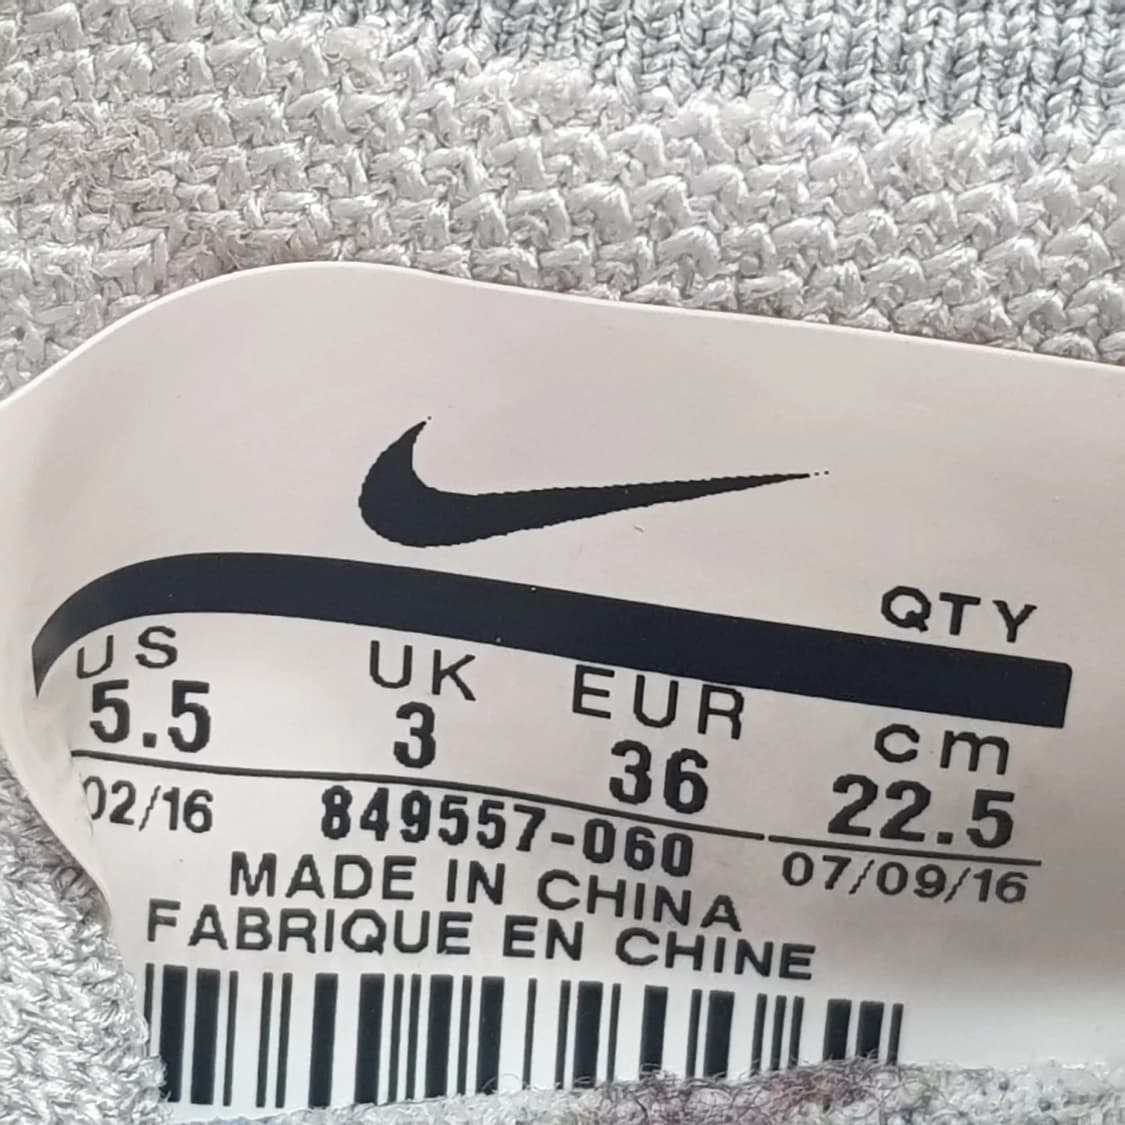 QTY
US UK EUR cm
5.5 3 36 22.5
02/16 849557-060 07/09/16
MADE IN CHINA
FABRIQUE EN CHINE